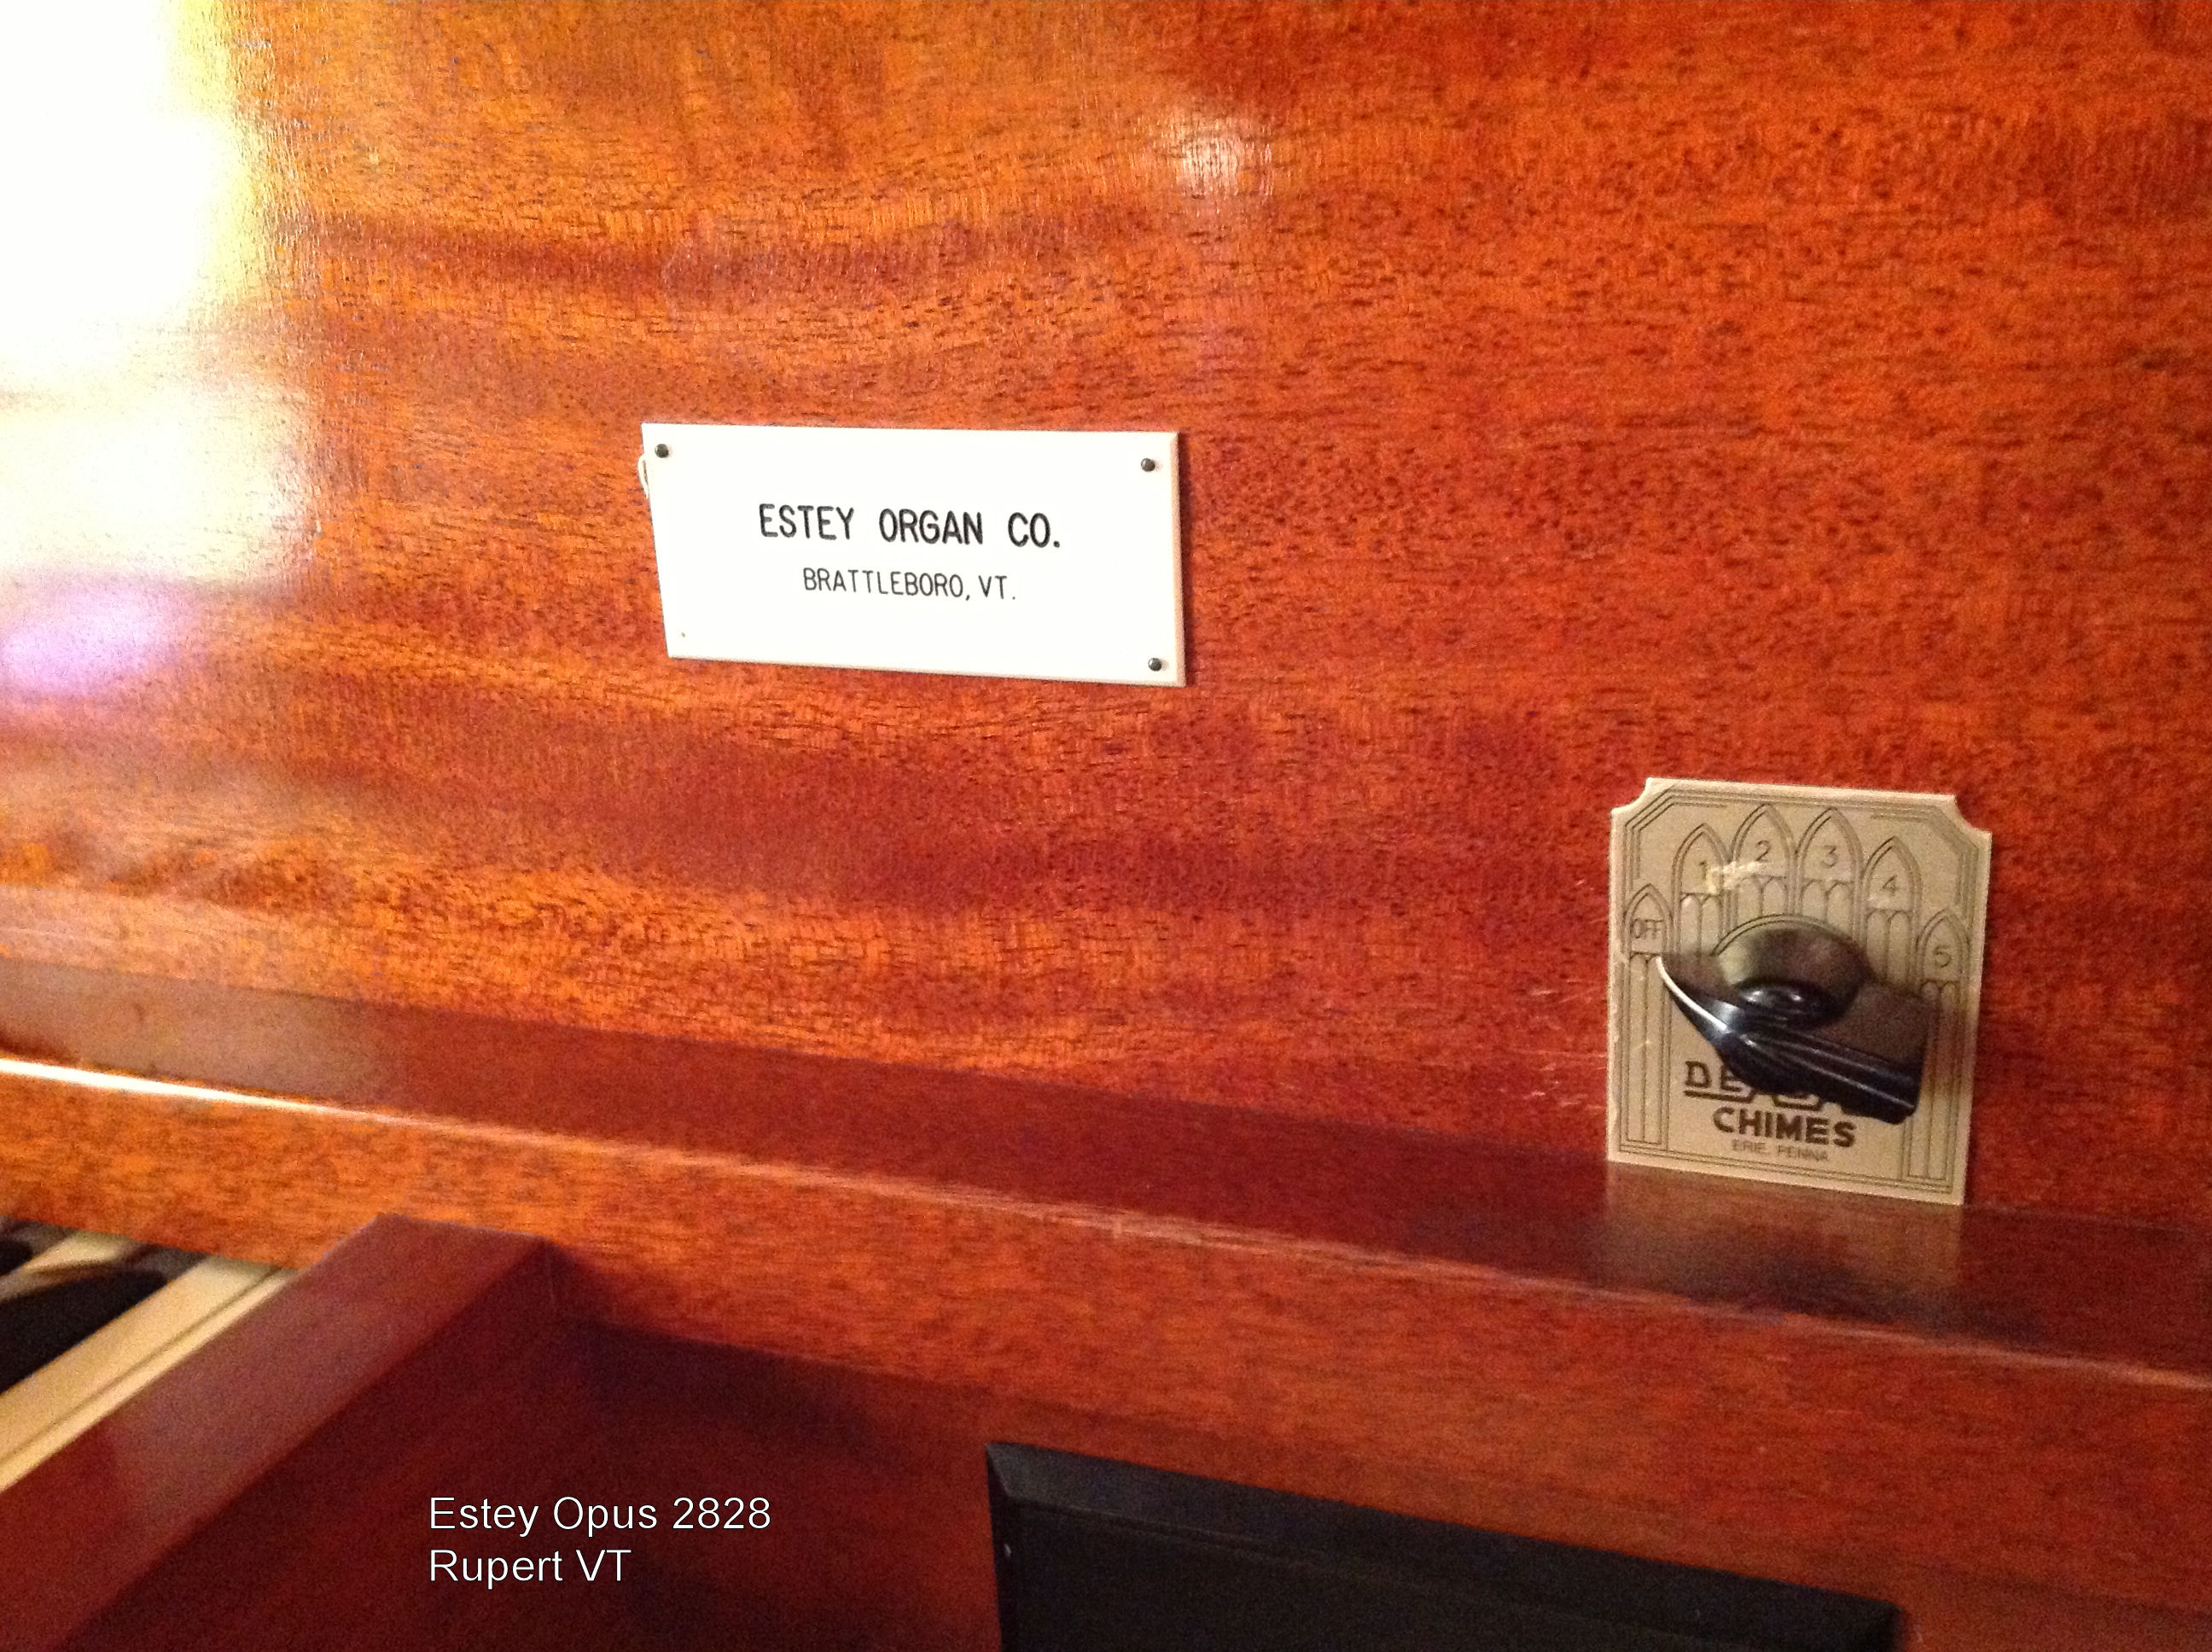 ESTEY ORGAN CO.
BRATTLEBORO, VT.
1 2 3 4
OFF 5
CHIMES
ERIE, PENNA
Estey Opus 2828
Rupert VT